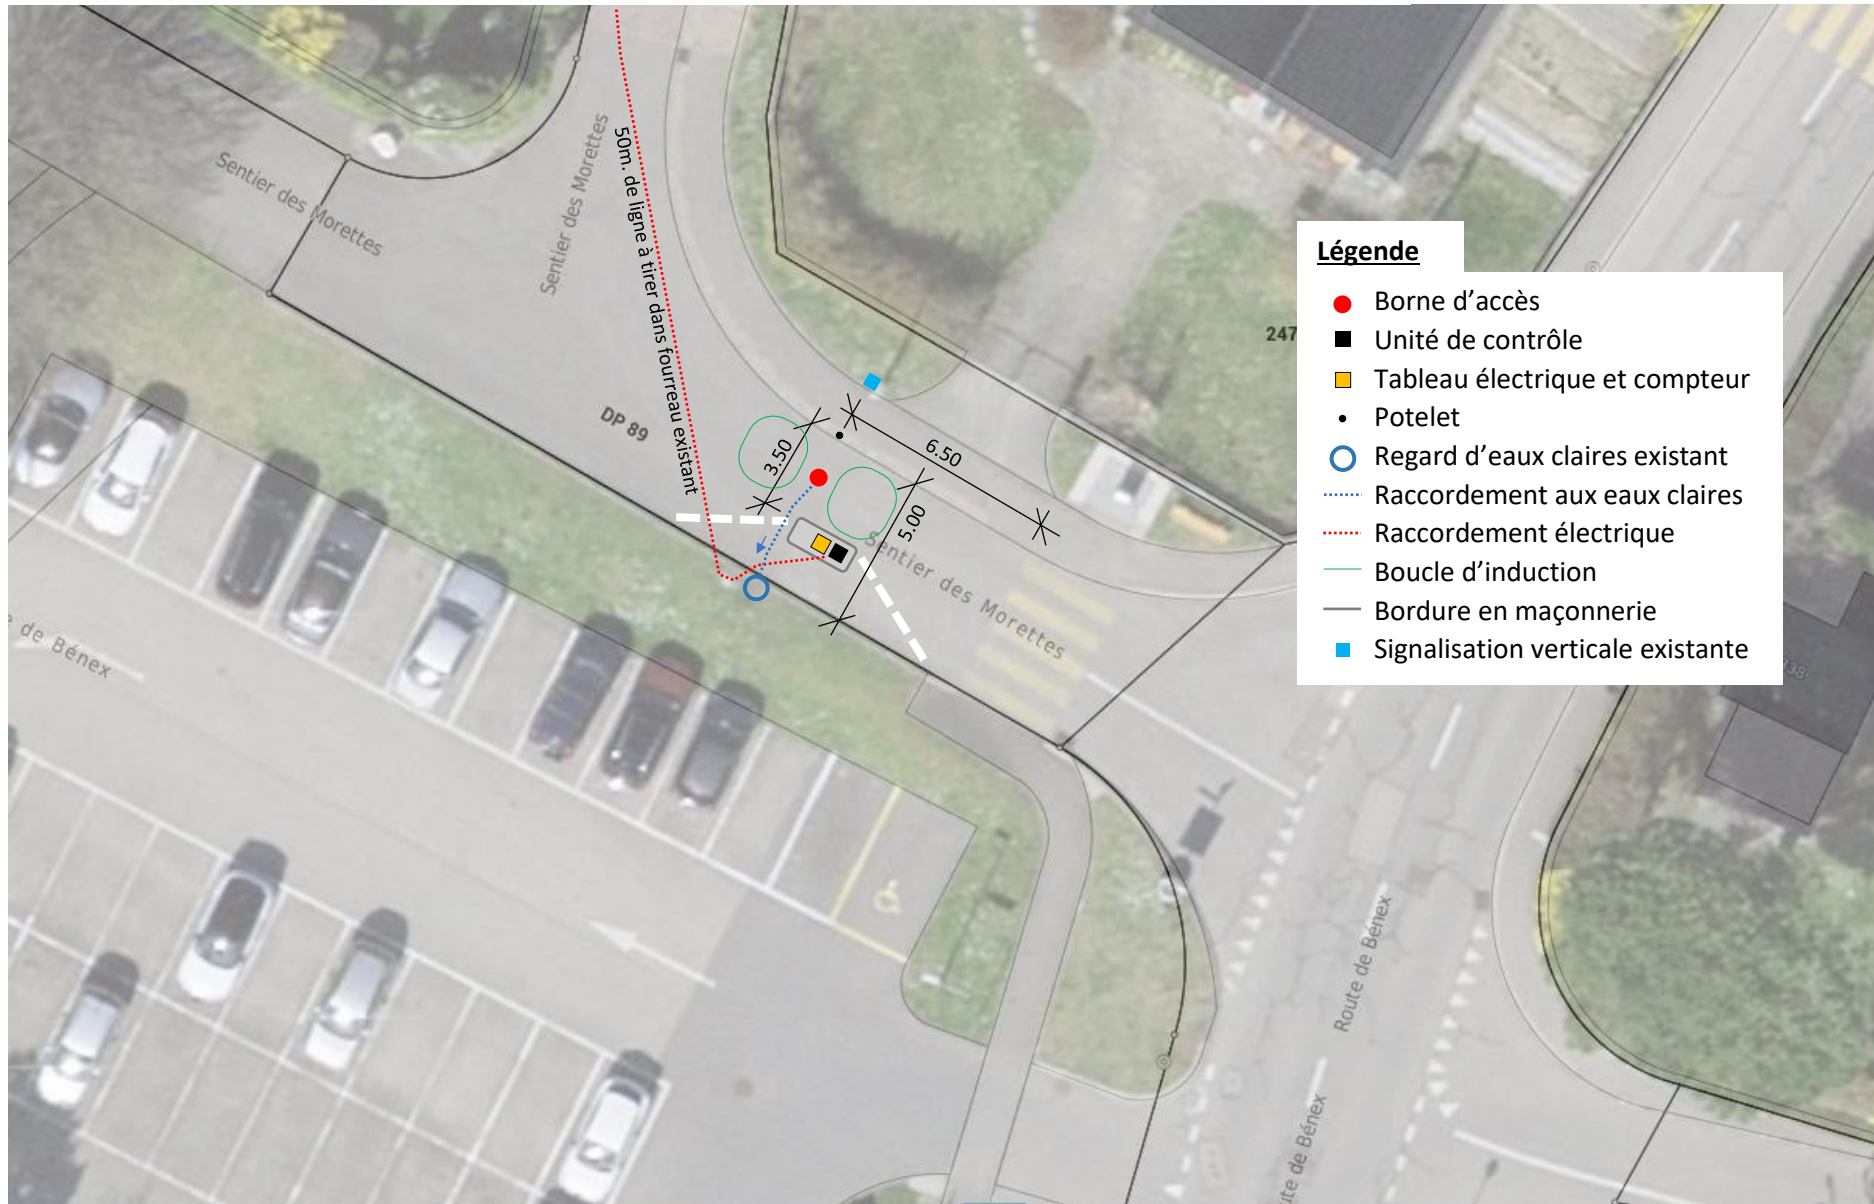 Sentier des Morettes
Sentier des Morettes
50m. de ligne à tirer dans fourreau existant
DP 89
3.50
6.50
5.00
Sentier des Morettes
247
Légende
Borne d'accès
Unité de contrôle
Tableau électrique et compteur
Potelet
Regard d'eaux claires existant
Raccordement aux eaux claires
Raccordement électrique
Boucle d'induction
Bordure en maçonnerie
Signalisation verticale existante
e de Bénex
Route de Bénex
ute de Bénex